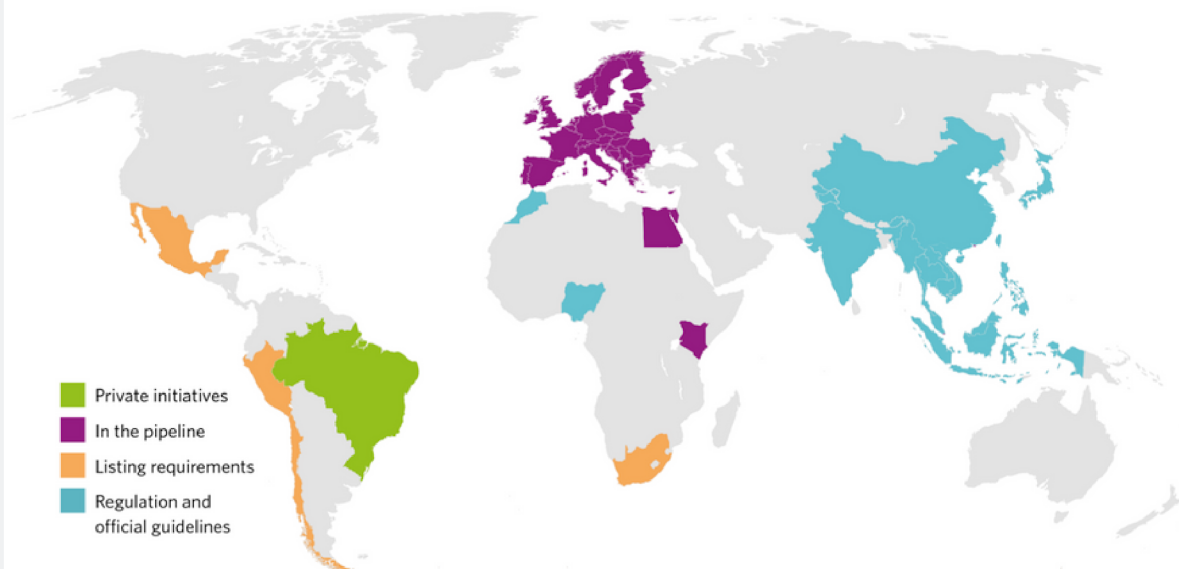 Private initiatives
In the pipeline
Listing requirements
Regulation and
official guidelines